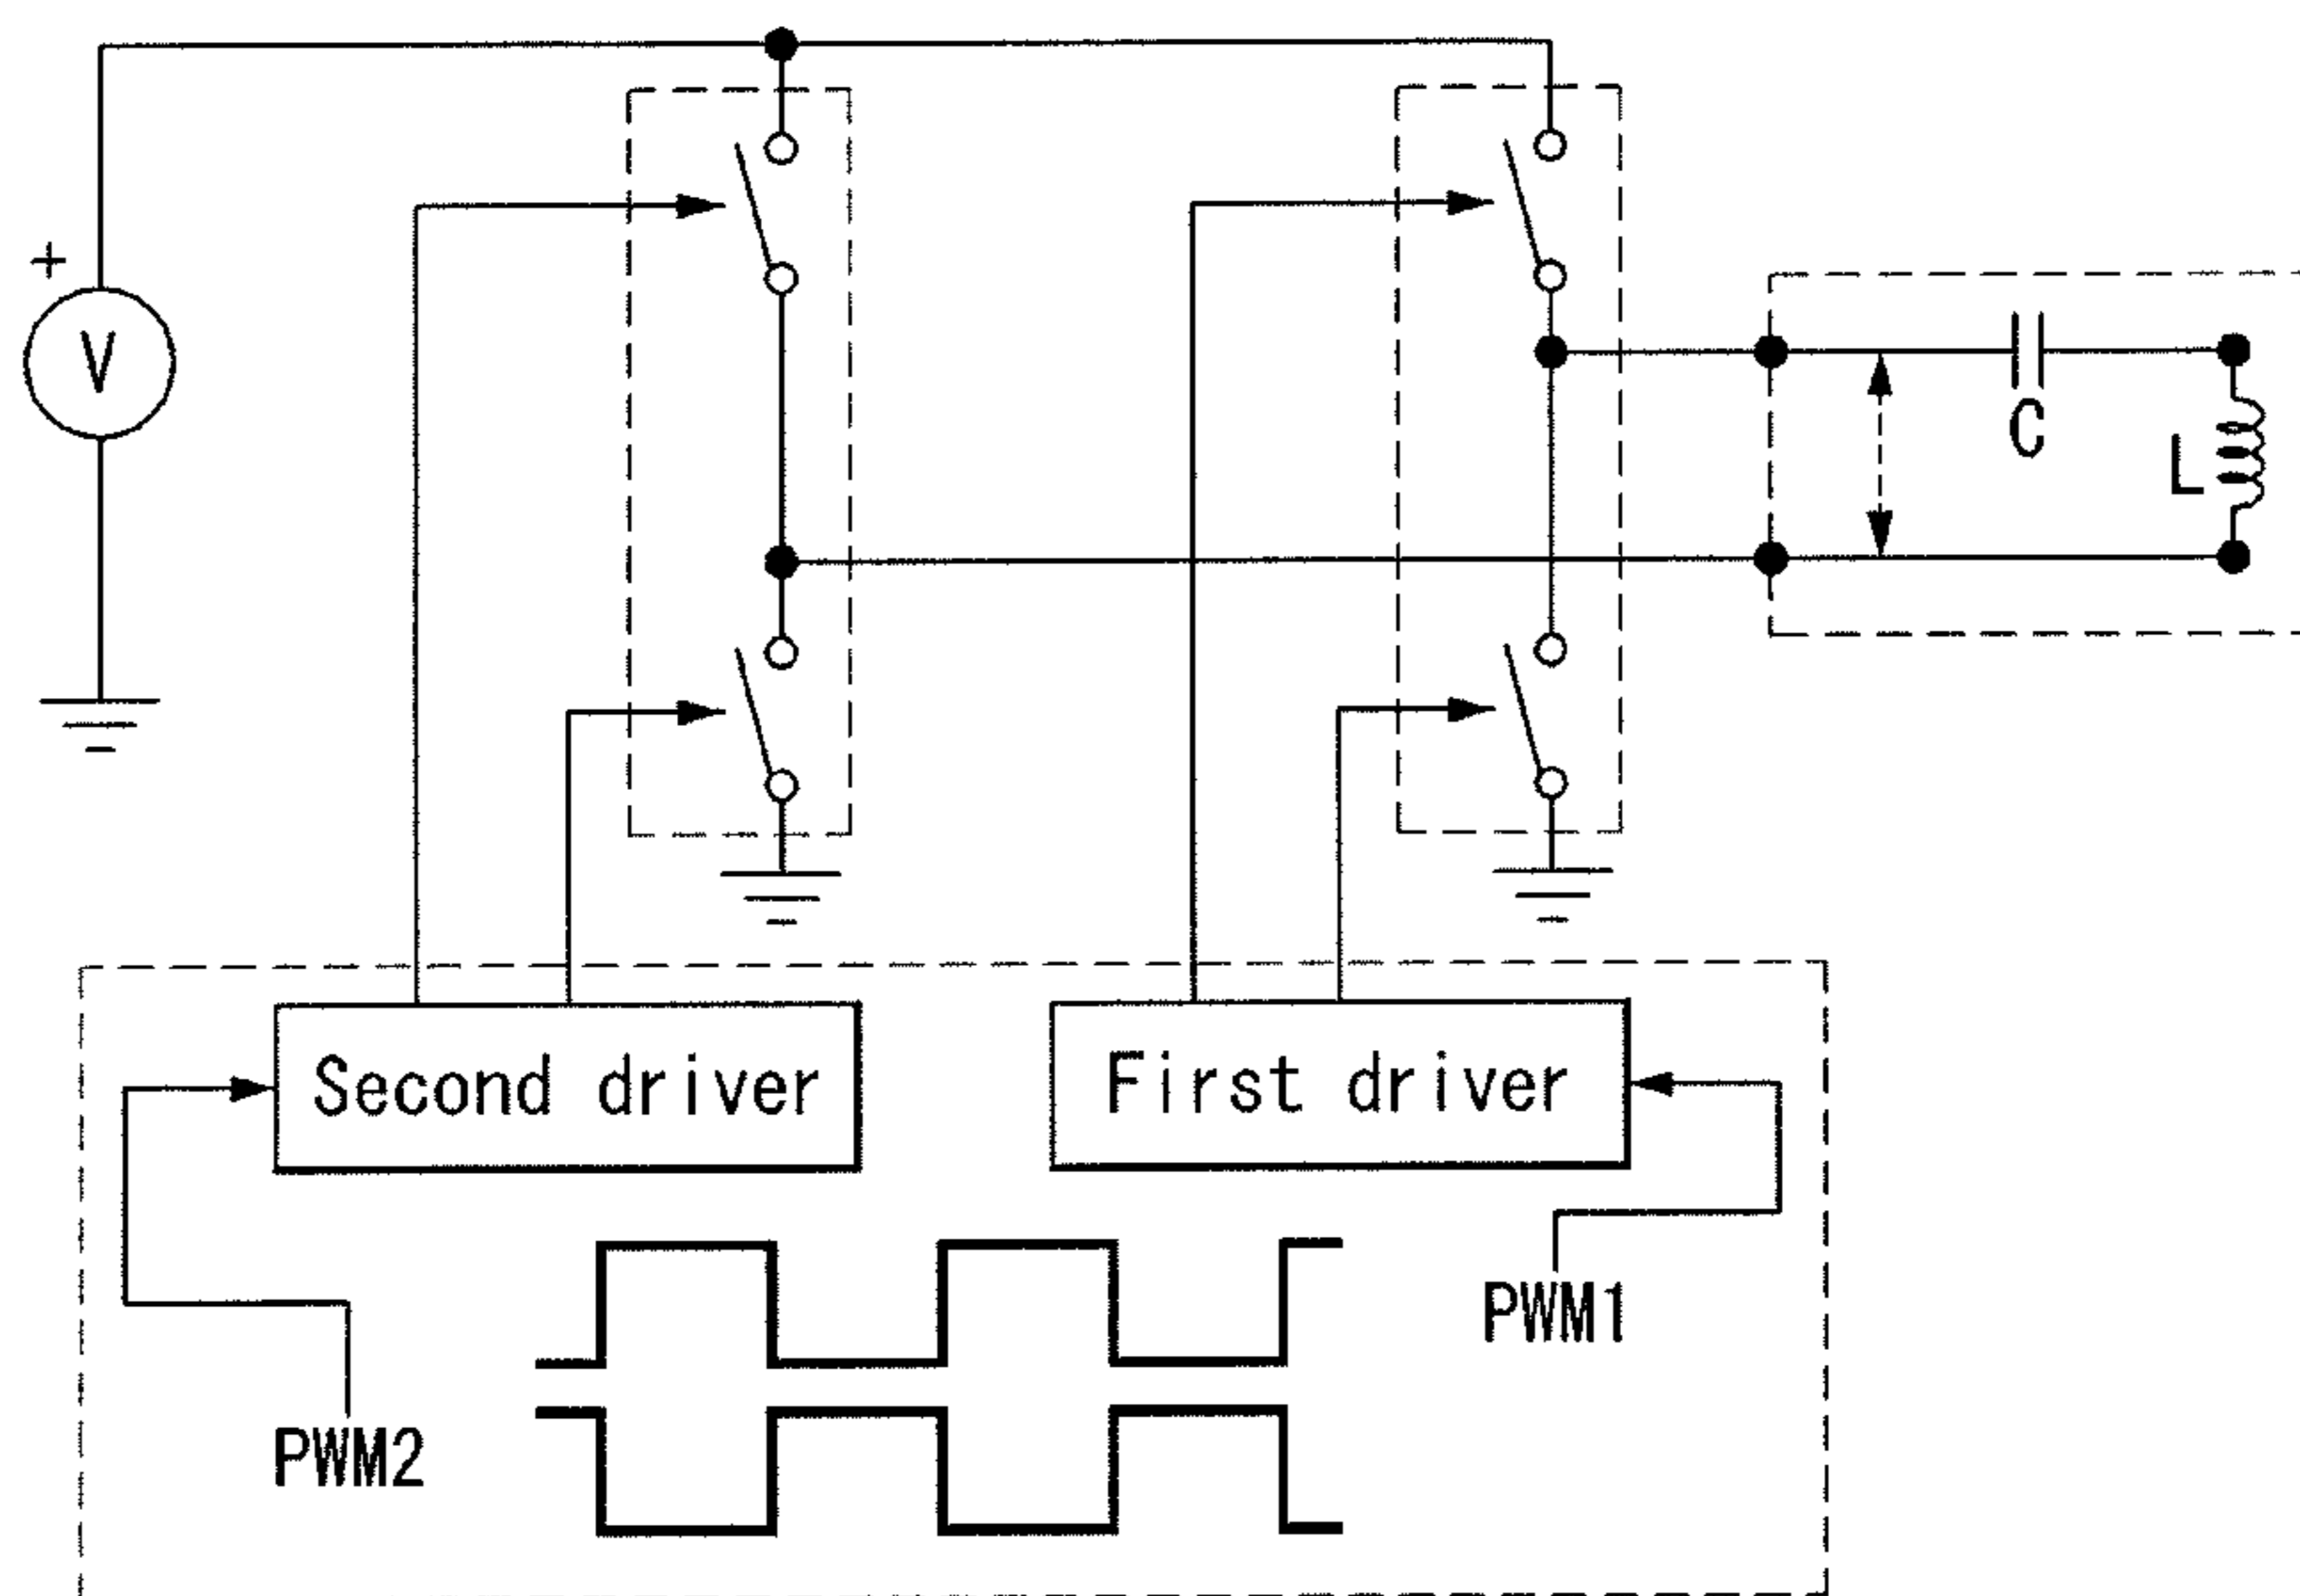 +
V
C
L
Second driver
First driver
PWM1
PWM2